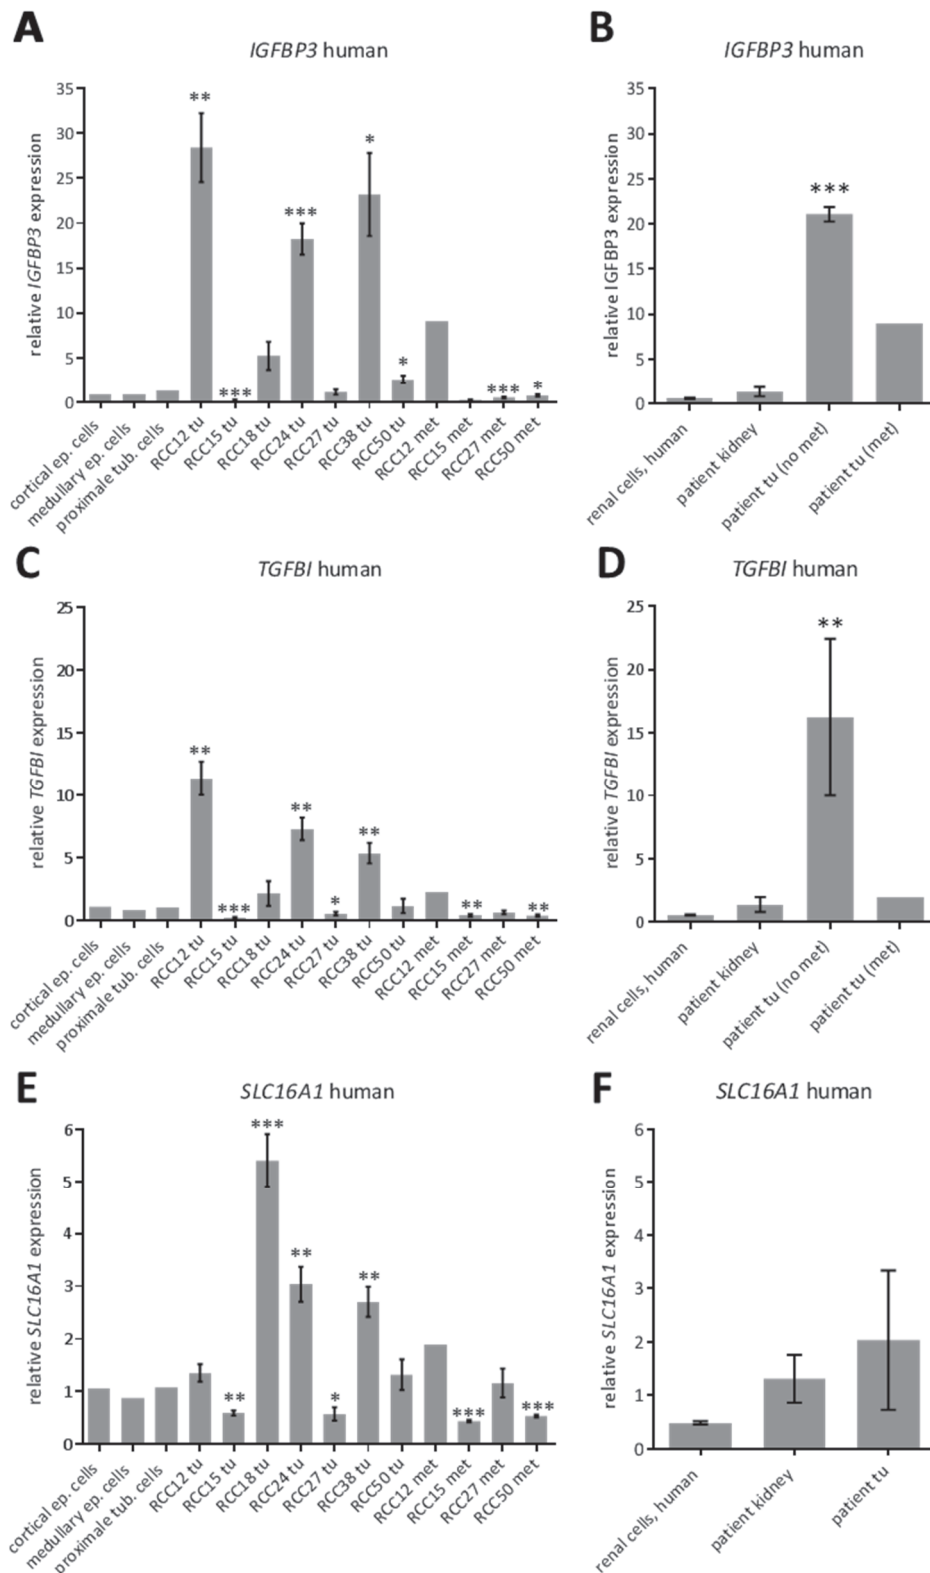 A
IGFBP3 human
relative IGFBP3 expression
35
30
25
20
15
10
5
0
** *** *** * * *** *
cortical ep. cells
medullary ep. cells
proximale tub. cells
RCC12 tu
RCC15 tu
RCC18 tu
RCC24 tu
RCC27 tu
RCC38 tu
RCC50 tu
RCC12 met
RCC15 met
RCC27 met
RCC50 met
B
IGFBP3 human
relative IGFBP3 expression
35
30
25
20
15
10
5
0
***
renal cells, human
patient kidney
patient tu (no met)
patient tu (met)
C
TGFBI human
relative TGFBI expression
25
20
15
10
5
0
** *** ** * ** ** **
cortical ep. cells
medullary ep. cells
proximale tub. cells
RCC12 tu
RCC15 tu
RCC18 tu
RCC24 tu
RCC27 tu
RCC38 tu
RCC50 tu
RCC12 met
RCC15 met
RCC27 met
RCC50 met
D
TGFBI human
relative TGFBI expression
25
20
15
10
5
0
**
renal cells, human
patient kidney
patient tu (no met)
patient tu (met)
E
SLC16A1 human
relative SLC16A1 expression
6
5
4
3
2
1
0
** *** ** * ** *** ***
cortical ep. cells
medullary ep. cells
proximale tub. cells
RCC12 tu
RCC15 tu
RCC18 tu
RCC24 tu
RCC27 tu
RCC38 tu
RCC50 tu
RCC12 met
RCC15 met
RCC27 met
RCC50 met
F
SLC16A1 human
relative SLC16A1 expression
6
5
4
3
2
1
0
renal cells, human
patient kidney
patient tu